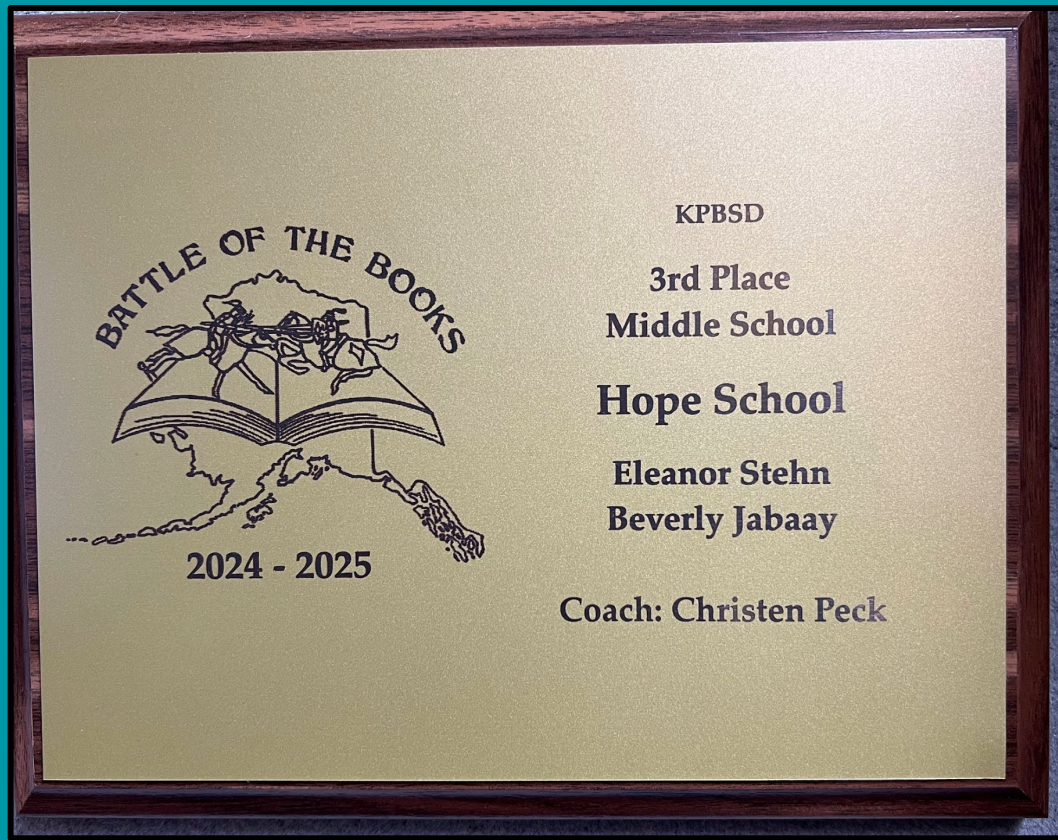 BATTLE OF THE BOOKS
2024 - 2025
KPBSD
3rd Place
Middle School
Hope School
Eleanor Stehn
Beverly Jabaay
Coach: Christen Peck